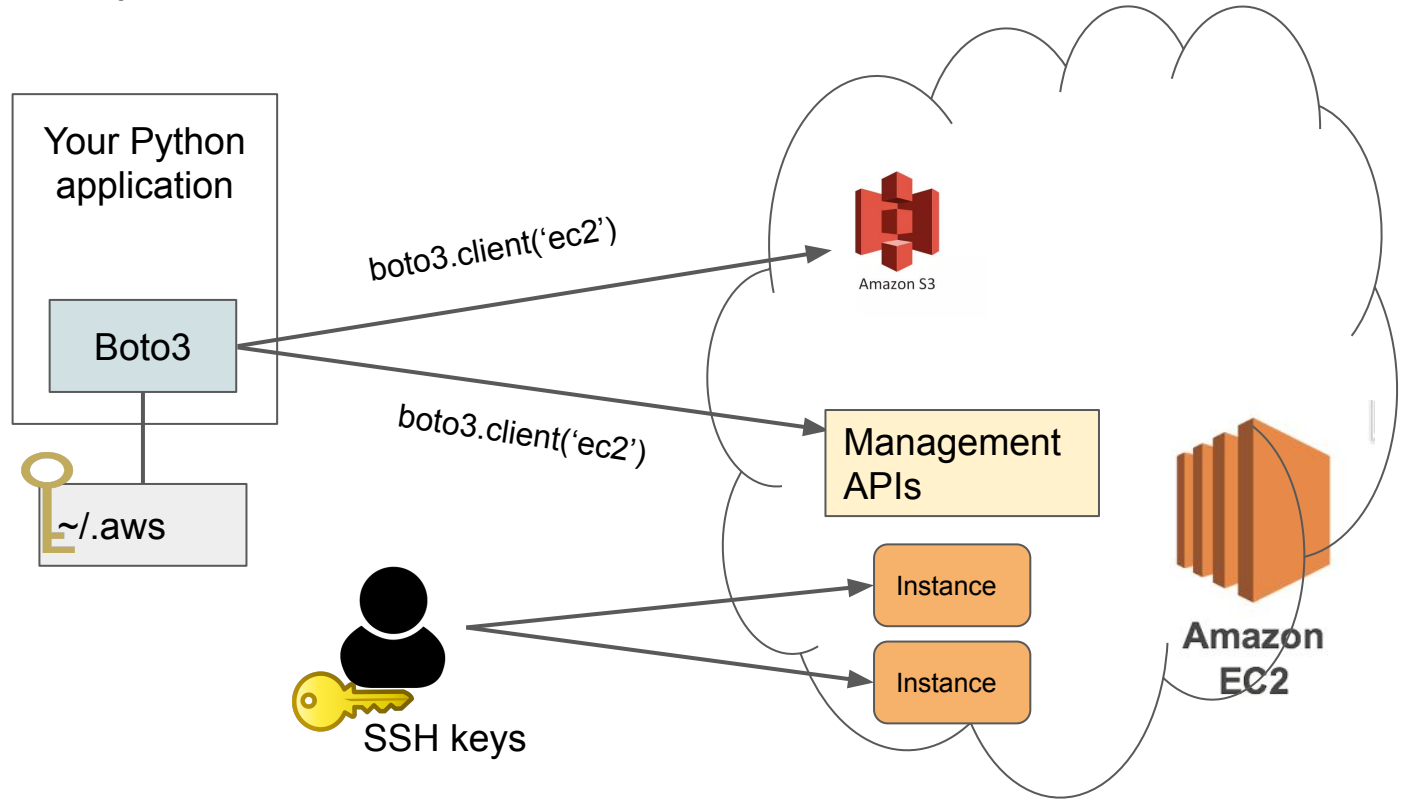 Your Python
application
boto3.client(‘ec2’)
Amazon S3
Boto3
boto3.client(‘ec2’)
Management
APIs
~/.aws
Instance
Amazon
EC2
Instance
SSH keys